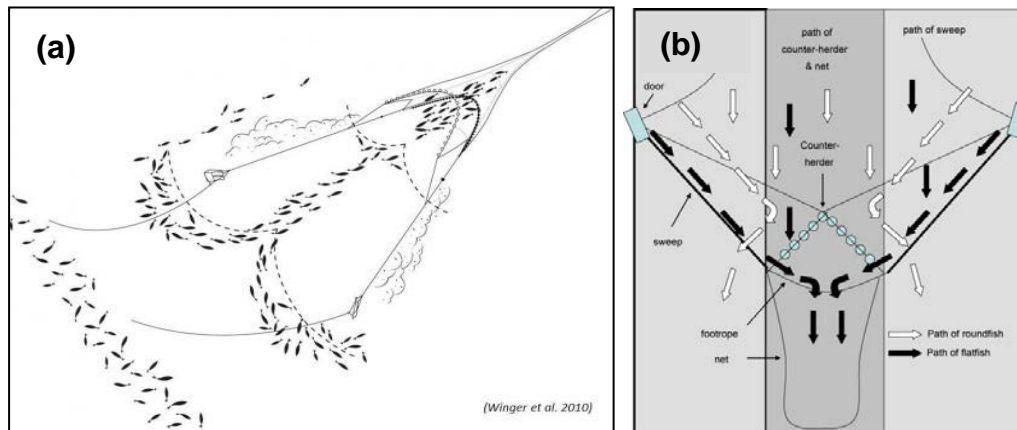 (a)
(Winger et al. 2010)
(b)
path of
counter-herder
& net
path of sweep
door
Counter-
herder
sweep
footrope
net
Path of roundfish
Path of flatfish